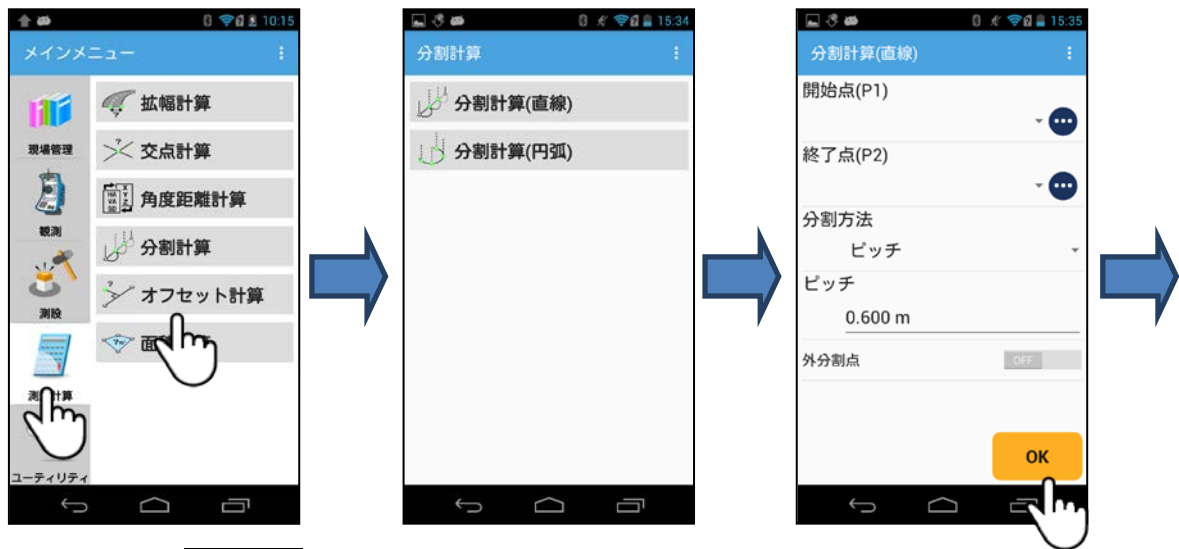 10:15
メインメニュー
現場管理
観測
測設
計算
ユーティリティ
拡幅計算
交点計算
角度距離計算
分割計算
オフセット計算
面
15:34
分割計算
分割計算(直線)
分割計算(円弧)
15:35
分割計算(直線)
開始点(P1)
終了点(P2)
分割方法
ピッチ
ピッチ
0.600 m
外分割点
OFF
OK